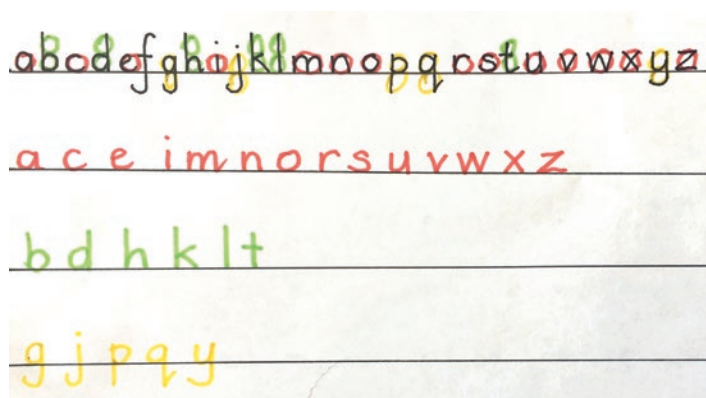 abcdefghijklmnopqrstuvwxyz
a c e i m n o r s u v w x z
b d h k l t
g j p q y